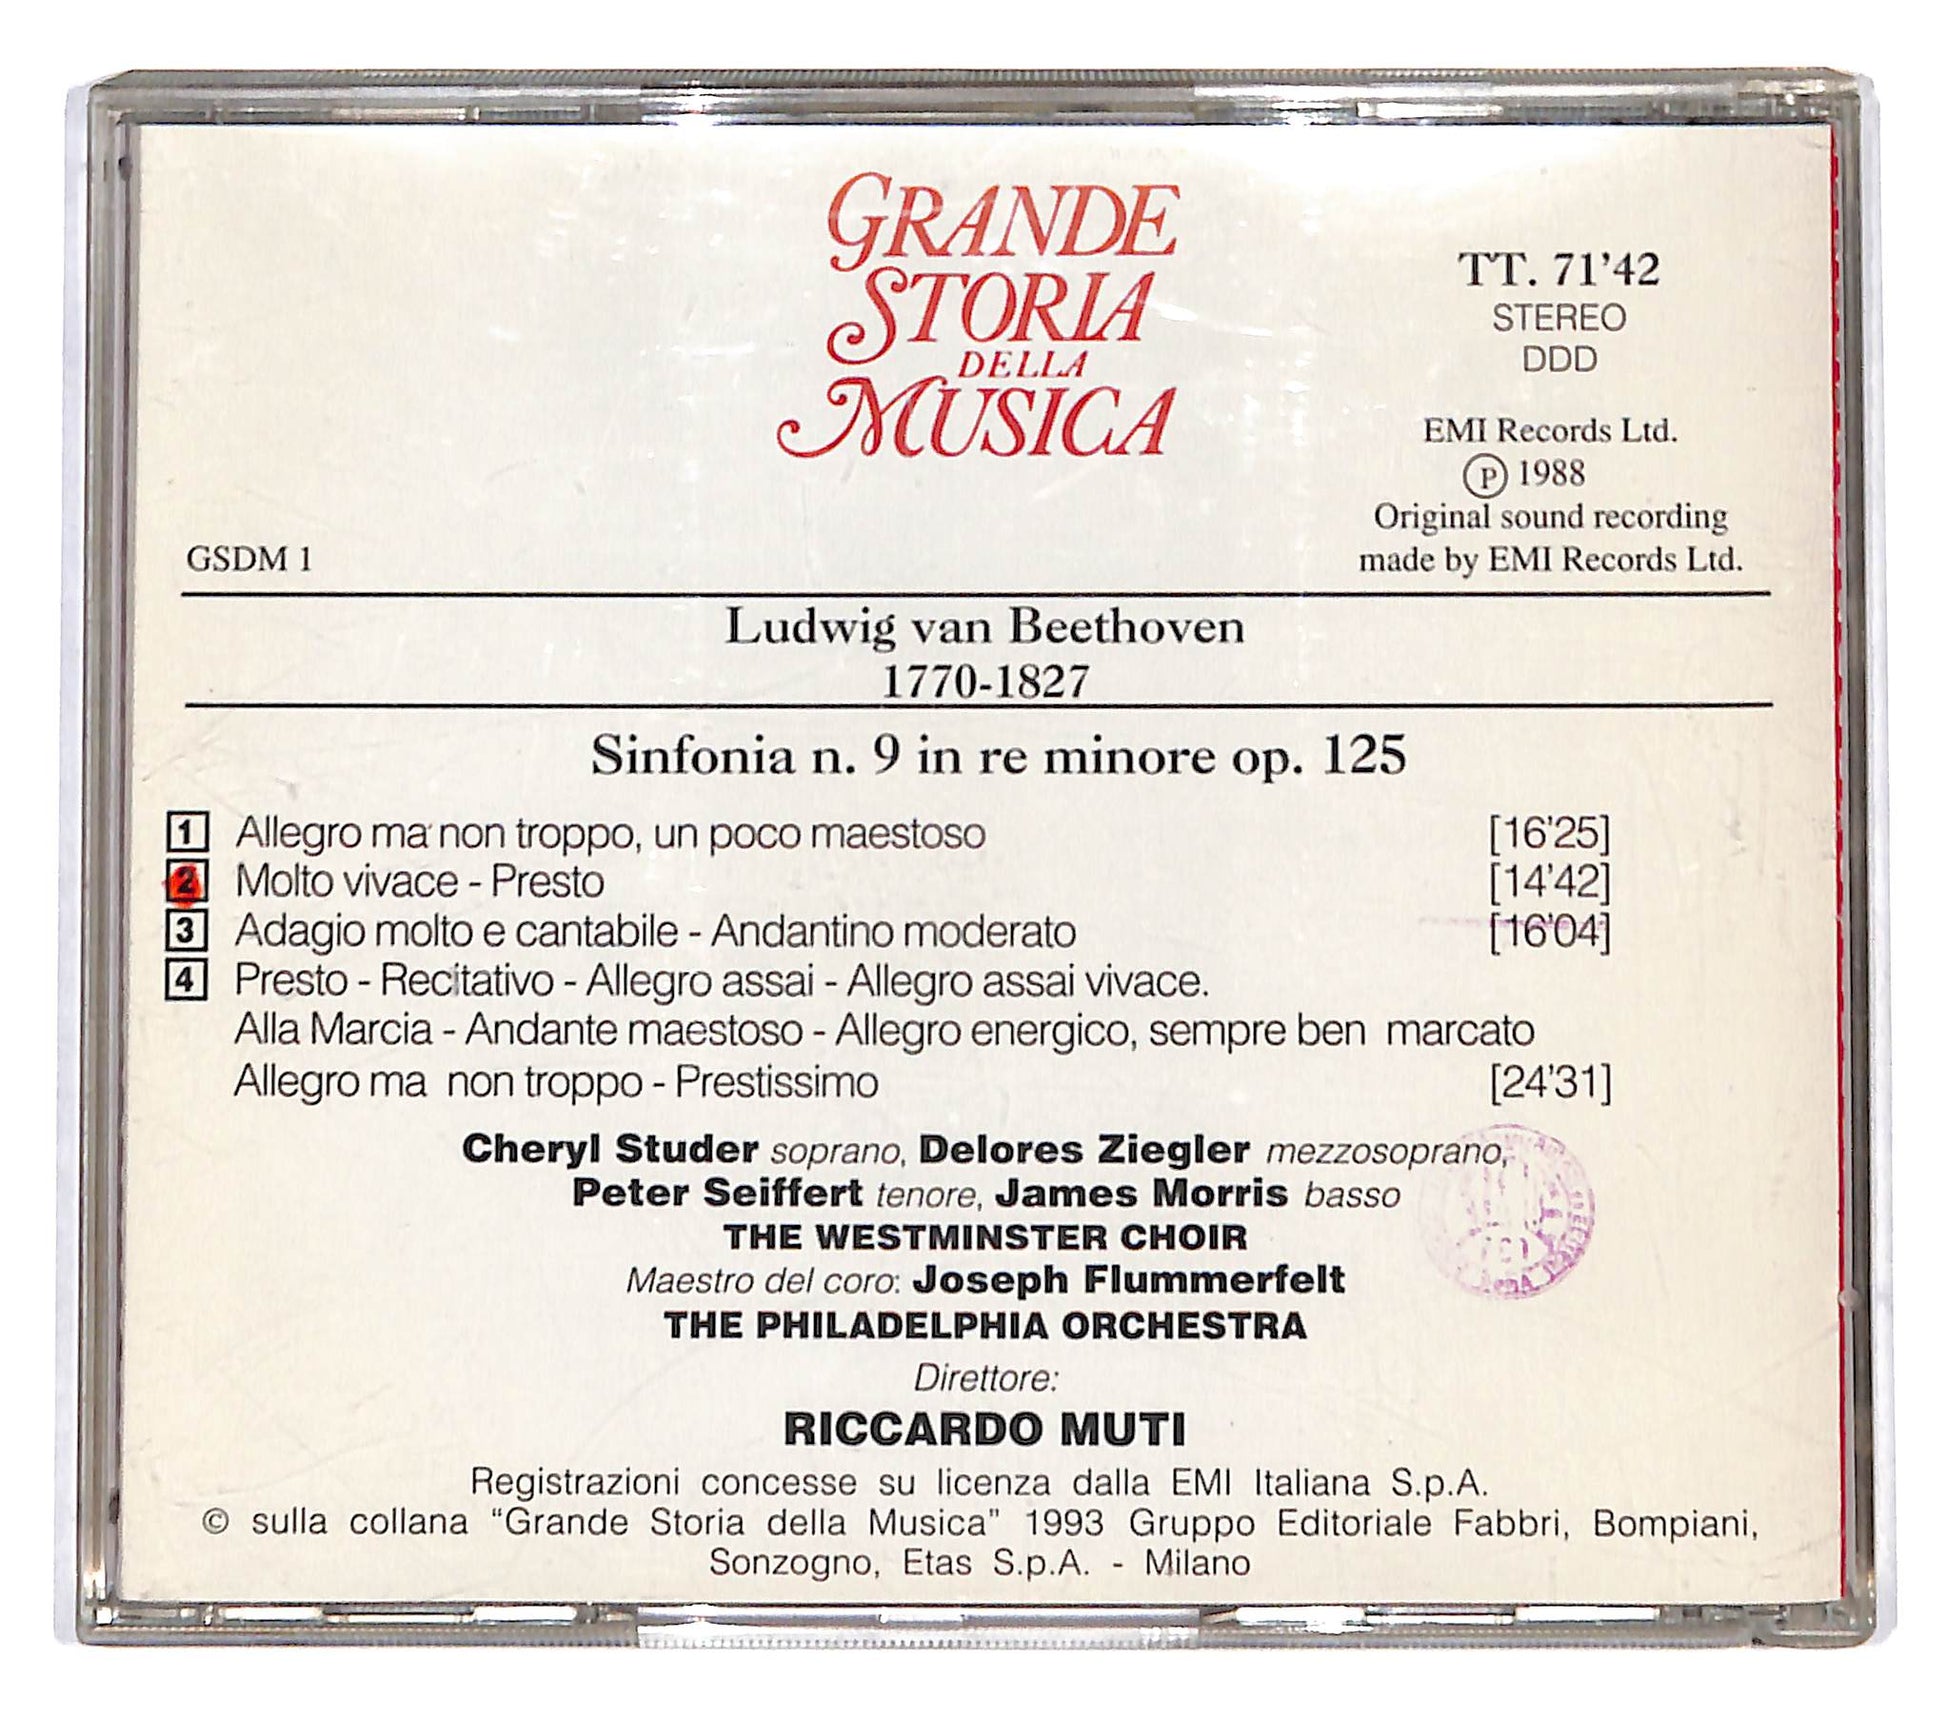 GRANDE
STORIA
DELLA
MUSICA
TT. 71'42
STEREO
DDD
EMI Records Ltd.
Ⓟ 1988
Original sound recording
made by EMI Records Ltd.
GSDM 1
Ludwig van Beethoven
1770-1827
Sinfonia n. 9 in re minore op. 125
1 Allegro ma non troppo, un poco maestoso [16'25]
2 Molto vivace - Presto [14'42]
3 Adagio molto e cantabile - Andantino moderato [16'04]
4 Presto - Recitativo - Allegro assai - Allegro assai vivace.
Alla Marcia - Andante maestoso - Allegro energico, sempre ben marcato
Allegro ma non troppo - Prestissimo [24'31]
Cheryl Studer soprano, Delores Ziegler mezzosoprano,
Peter Seiffert tenore, James Morris basso
THE WESTMINSTER CHOIR
Maestro del coro: Joseph Flummerfelt
THE PHILADELPHIA ORCHESTRA
Direttore:
RICCARDO MUTI
Registrazioni concesse su licenza dalla EMI Italiana S.p.A.
© sulla collana "Grande Storia della Musica" 1993 Gruppo Editoriale Fabbri, Bompiani,
Sonzogno, Etas S.p.A. - Milano